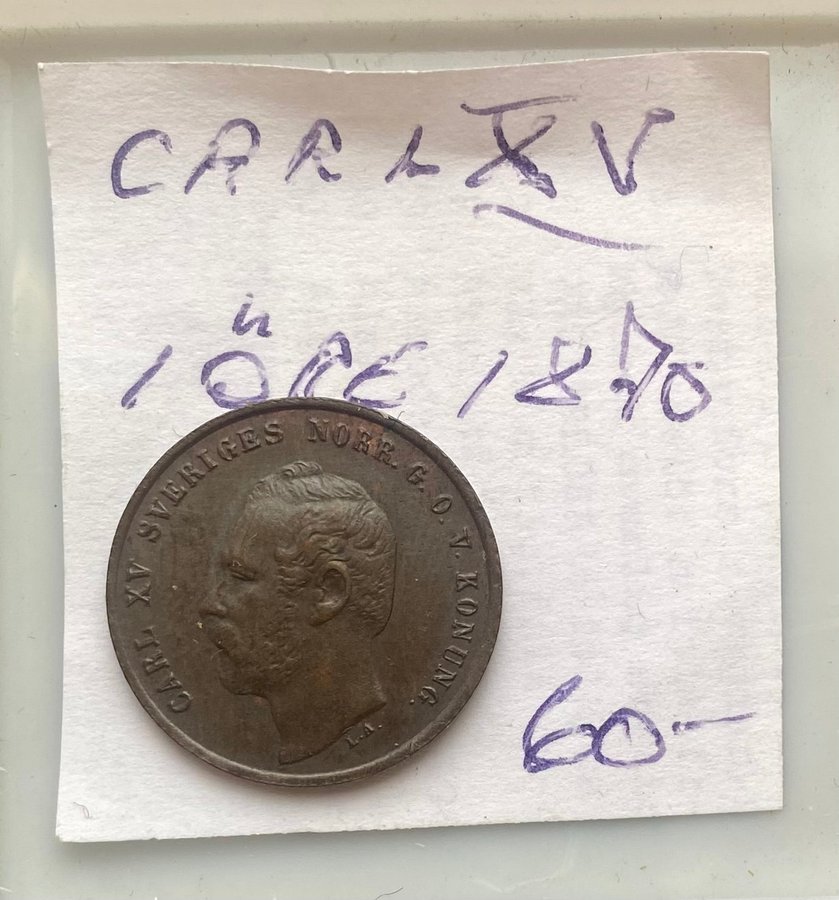 CARL XV
1 ÖRE 1870
CARL XV SVERIGES NORR. G. O. V. KONUNG.
L.A.
60-